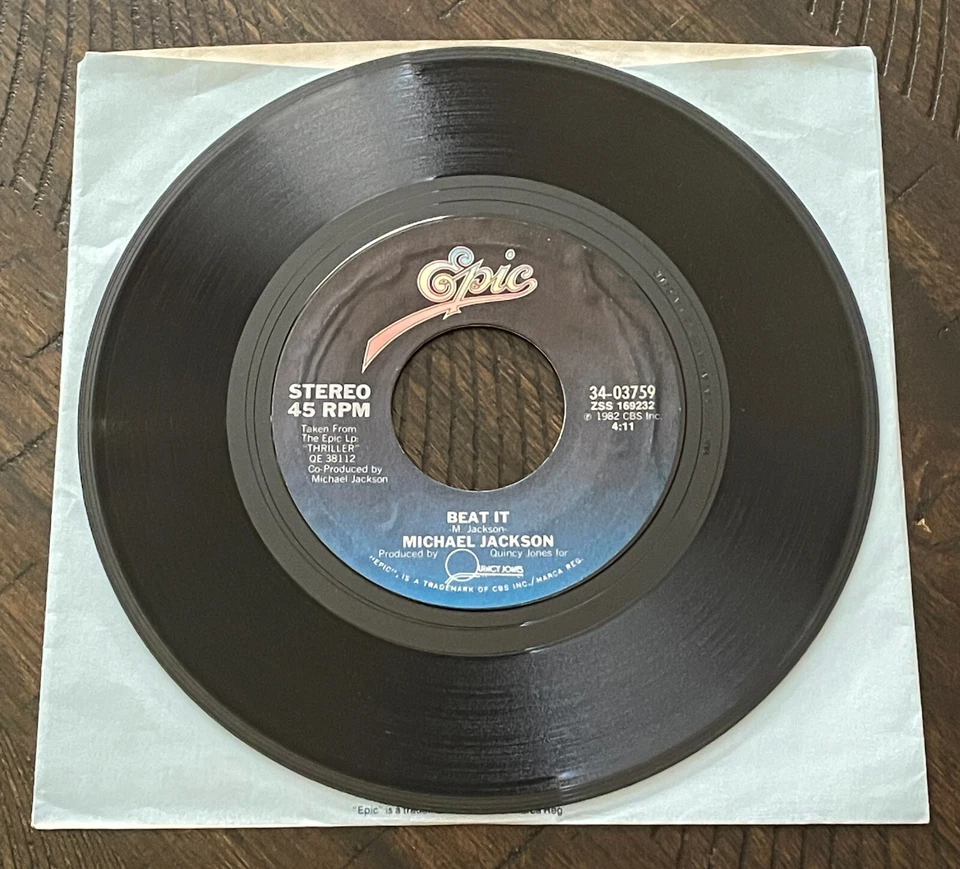 Epic
STEREO
45 RPM
Taken From
The Epic Lp:
"THRILLER"
QE 38112
Co-Produced by
Michael Jackson
34-03759
ZSS 169232
℗ 1982 CBS Inc.
4:11
BEAT IT
-M. Jackson-
MICHAEL JACKSON
Produced by Quincy Jones for
QUINCY JONES
"EPIC", IS A TRADEMARK OF CBS INC./MARCA REG.
"Epic" is a Reg